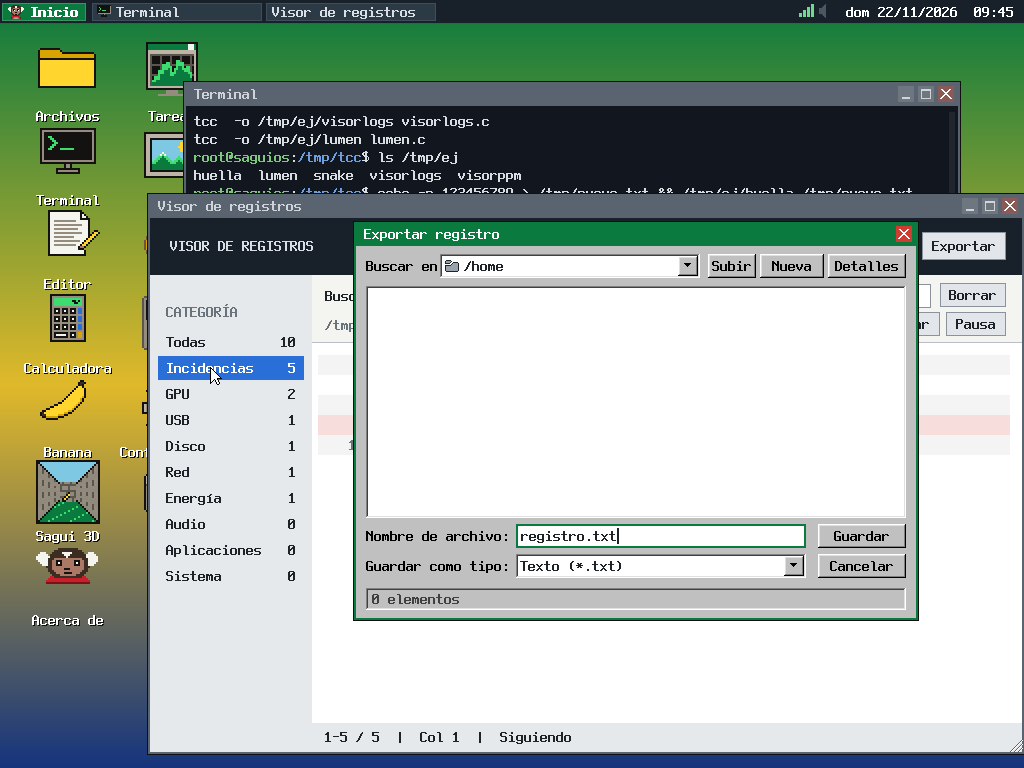 Inicio
Terminal
Visor de registros
dom 22/11/2026 09:45
Archivos
Terminal
Editor
Calculadora
Banana
Sagui 3D
Acerca de
Terminal
tcc -o /tmp/ej/visorlogs visorlogs.c
tcc -o /tmp/ej/lumen lumen.c
root@saguios:/tmp/tcc$ ls /tmp/ej
huella lumen snake visorlogs visorppm
Visor de registros
VISOR DE REGISTROS
Exportar
CATEGORÍA
Todas 10
Incidencias 5
GPU 2
USB 1
Disco 1
Red 1
Energía 1
Audio 0
Aplicaciones 0
Sistema 0
Borrar
Pausa
Exportar registro
Buscar en /home
Subir
Nueva
Detalles
Nombre de archivo: registro.txt
Guardar
Guardar como tipo: Texto (*.txt)
Cancelar
0 elementos
1-5 / 5 | Col 1 | Siguiendo